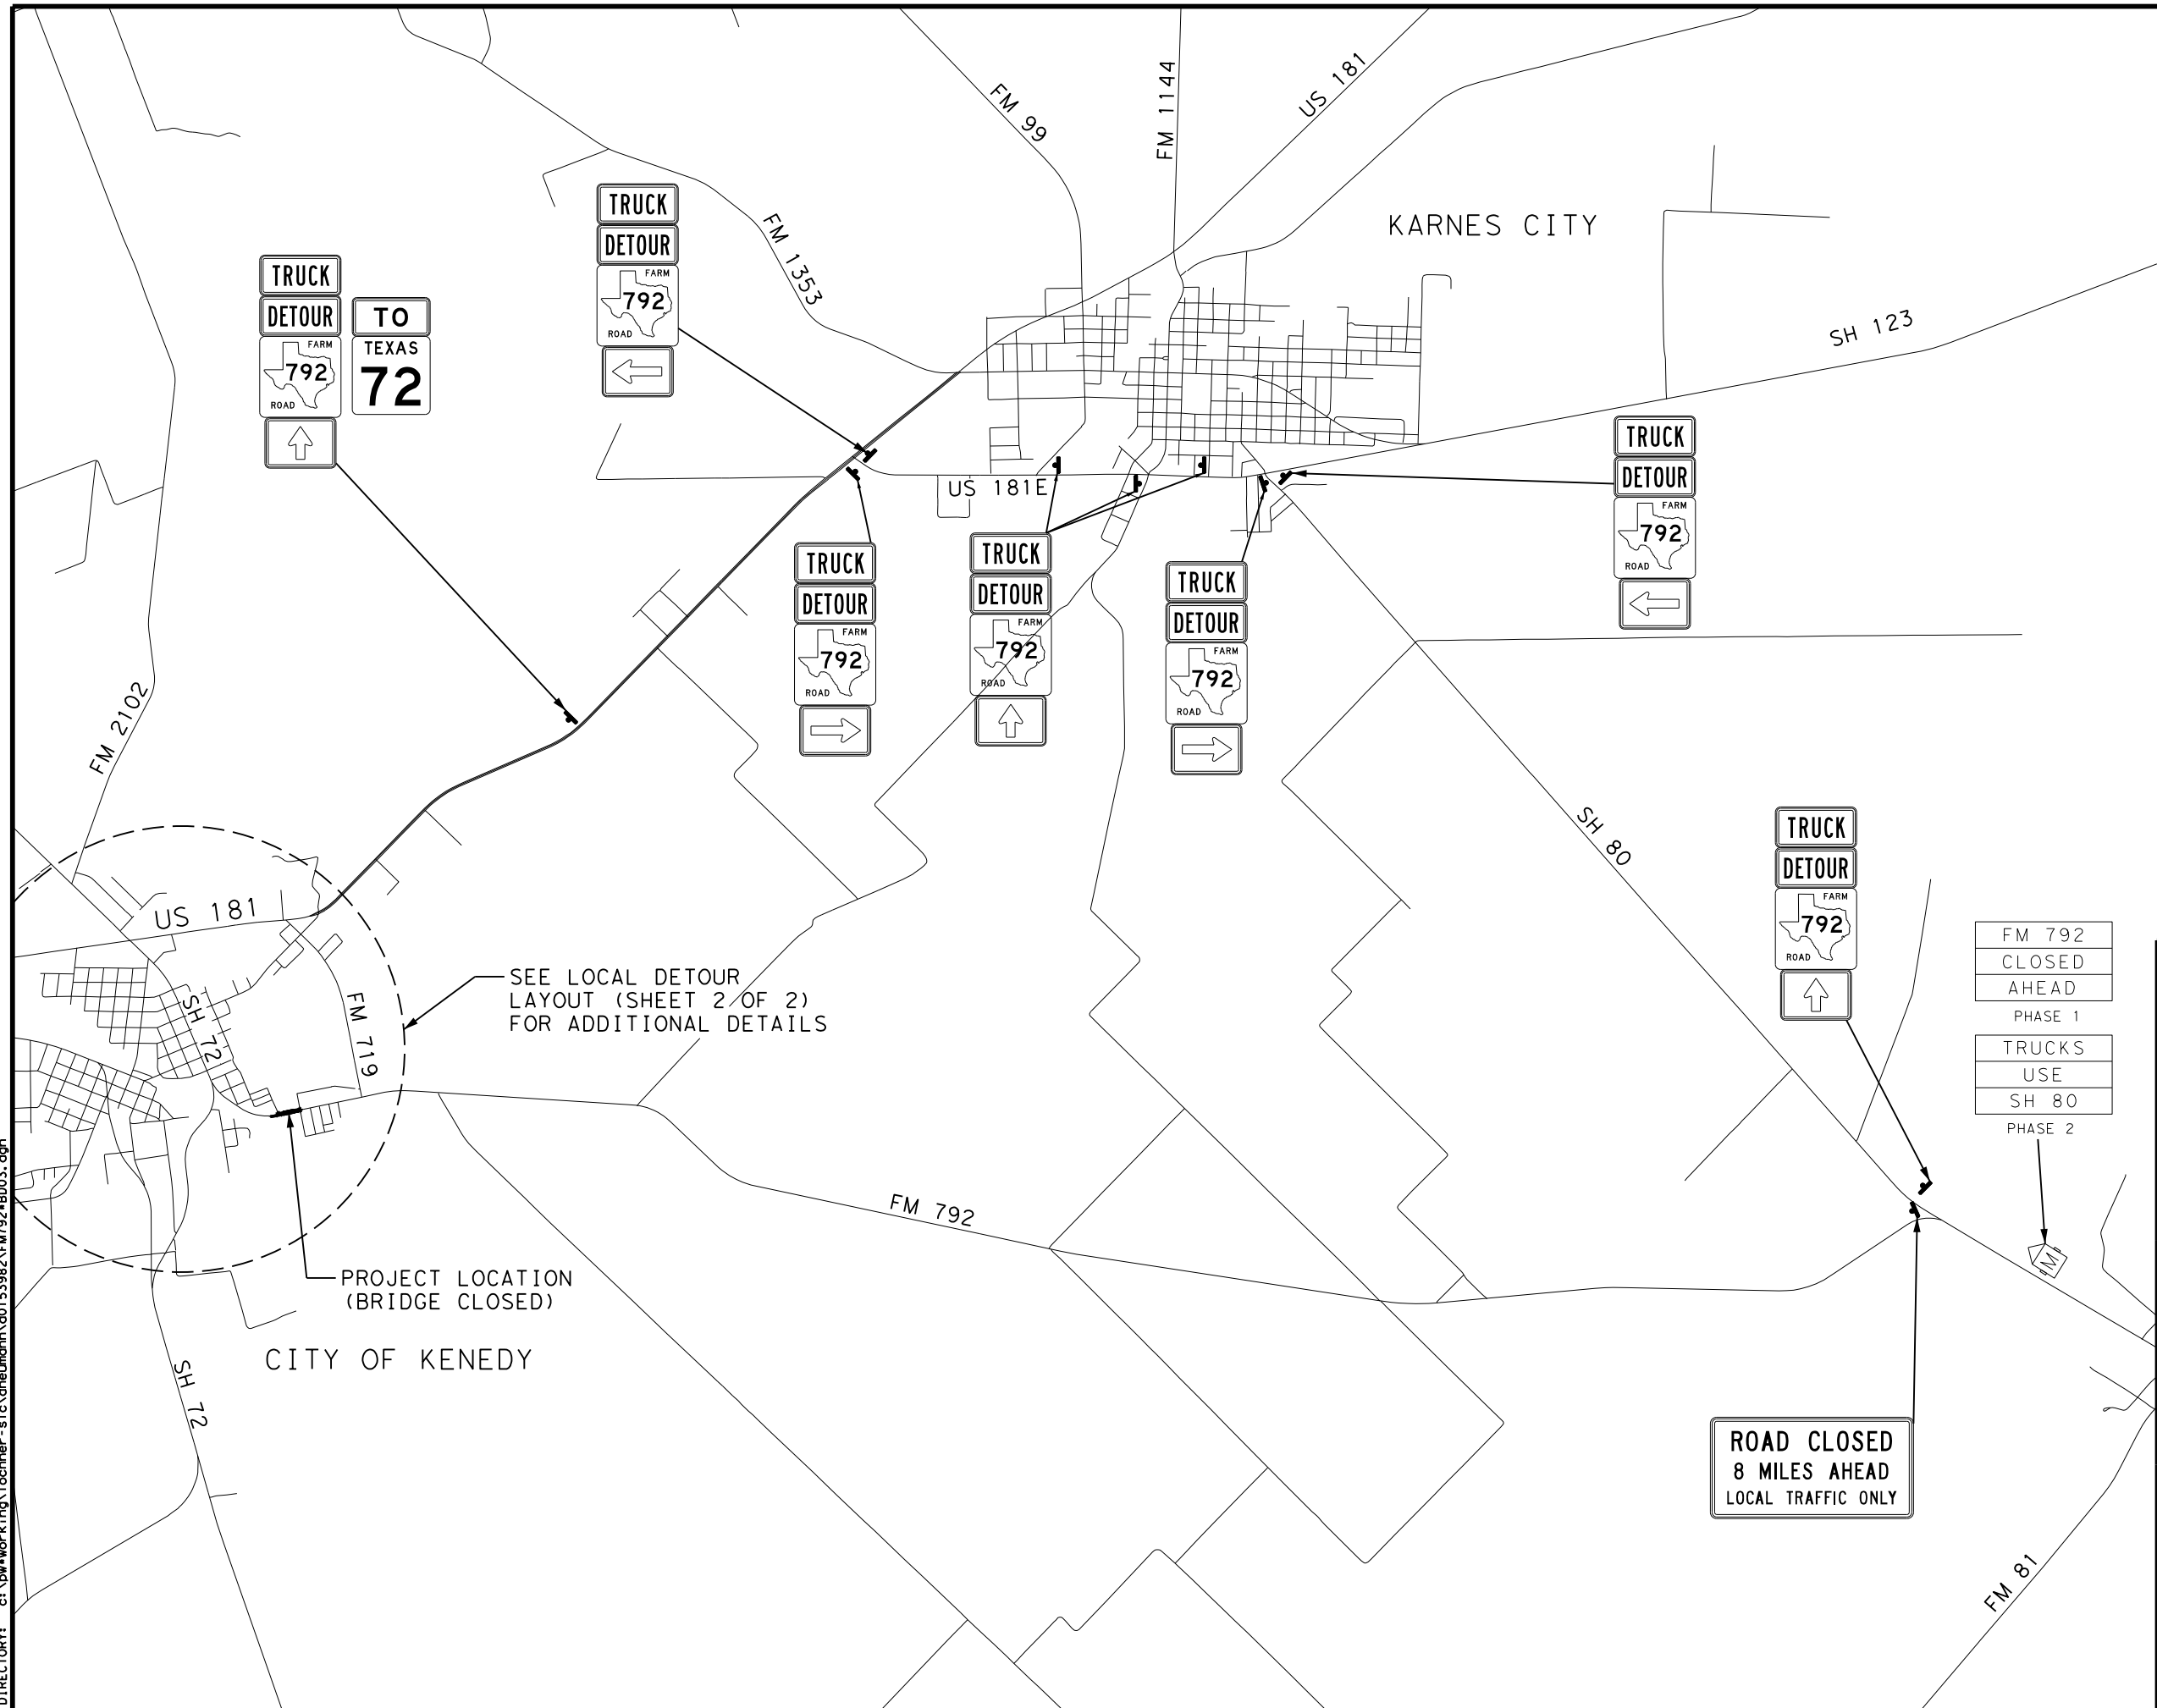 FM 99
FM 1144
US 181
KARNES CITY
FM 1353
SH 123
TRUCK
DETOUR
FARM
792
ROAD
TRUCK
DETOUR
FARM
792
ROAD
TO
TEXAS
72
TRUCK
DETOUR
FARM
792
ROAD
US 181E
TRUCK
DETOUR
FARM
792
ROAD
TRUCK
DETOUR
FARM
792
ROAD
TRUCK
DETOUR
FARM
792
ROAD
FM 2102
SH 80
TRUCK
DETOUR
FARM
792
ROAD
FM 792
CLOSED
AHEAD
PHASE 1
TRUCKS
USE
SH 80
PHASE 2
M
US 181
SH 72
FM 719
SEE LOCAL DETOUR
LAYOUT (SHEET 2 OF 2)
FOR ADDITIONAL DETAILS
FM 792
PROJECT LOCATION
(BRIDGE CLOSED)
CITY OF KENEDY
SH 72
ROAD CLOSED
8 MILES AHEAD
LOCAL TRAFFIC ONLY
FM 81
DIRECTORY: